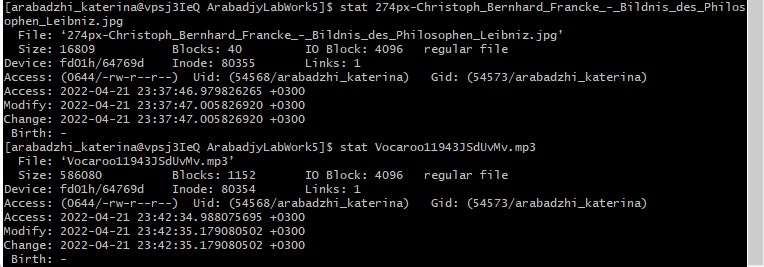 [arabadzhi_katerina@vpsj3IeQ ArabadjyLabWork5]$ stat 274px-Christoph_Bernhard_Francke_-_Bildnis_des_Philos
ophen_Leibniz.jpg
  File: ‘274px-Christoph_Bernhard_Francke_-_Bildnis_des_Philosophen_Leibniz.jpg’
  Size: 16809           Blocks: 40         IO Block: 4096   regular file
Device: fd01h/64769d    Inode: 80355       Links: 1
Access: (0644/-rw-r--r--)  Uid: (54568/arabadzhi_katerina)   Gid: (54573/arabadzhi_katerina)
Access: 2022-04-21 23:37:46.979826265 +0300
Modify: 2022-04-21 23:37:47.005826920 +0300
Change: 2022-04-21 23:37:47.005826920 +0300
 Birth: -
[arabadzhi_katerina@vpsj3IeQ ArabadjyLabWork5]$ stat Vocaroo11943JSdUvMv.mp3
  File: ‘Vocaroo11943JSdUvMv.mp3’
  Size: 586080          Blocks: 1152       IO Block: 4096   regular file
Device: fd01h/64769d    Inode: 80354       Links: 1
Access: (0644/-rw-r--r--)  Uid: (54568/arabadzhi_katerina)   Gid: (54573/arabadzhi_katerina)
Access: 2022-04-21 23:42:34.988075695 +0300
Modify: 2022-04-21 23:42:35.179080502 +0300
Change: 2022-04-21 23:42:35.179080502 +0300
 Birth: -